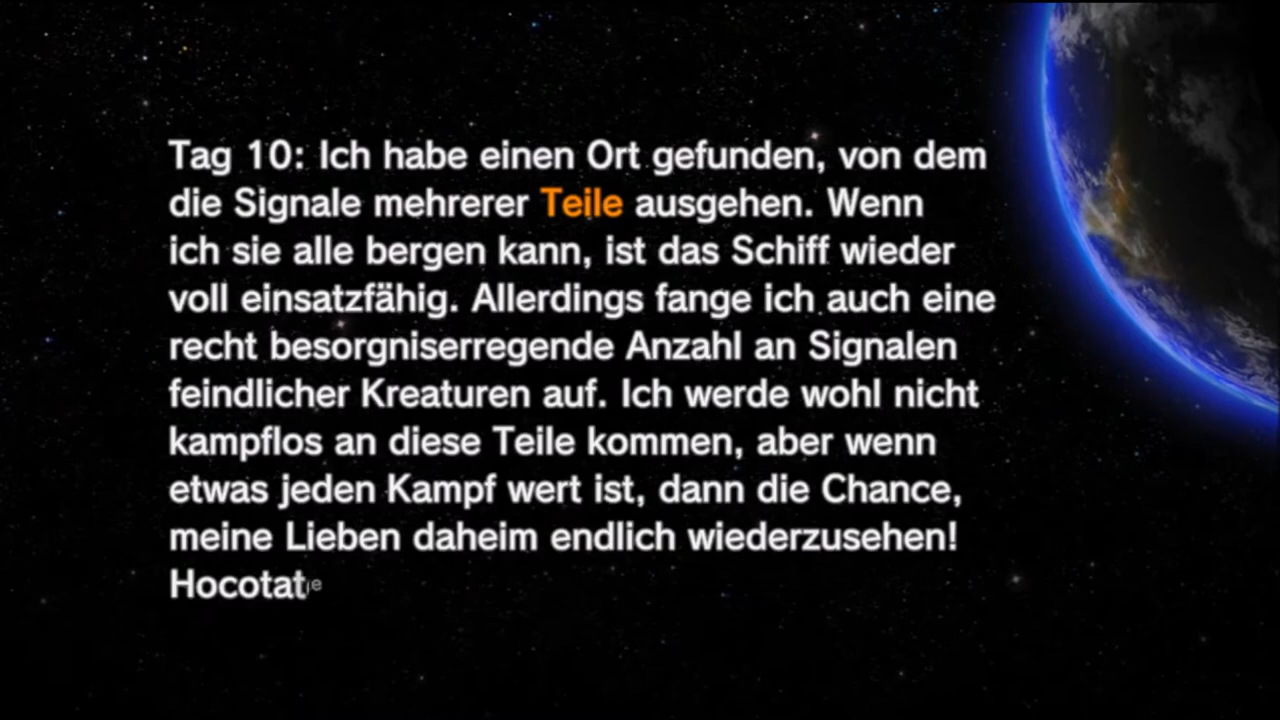 Tag 10: Ich habe einen Ort gefunden, von dem
die Signale mehrerer Teile ausgehen. Wenn
ich sie alle bergen kann, ist das Schiff wieder
voll einsatzfähig. Allerdings fange ich auch eine
recht besorgniserregende Anzahl an Signalen
feindlicher Kreaturen auf. Ich werde wohl nicht
kampflos an diese Teile kommen, aber wenn
etwas jeden Kampf wert ist, dann die Chance,
meine Lieben daheim endlich wiederzusehen!
Hocotate